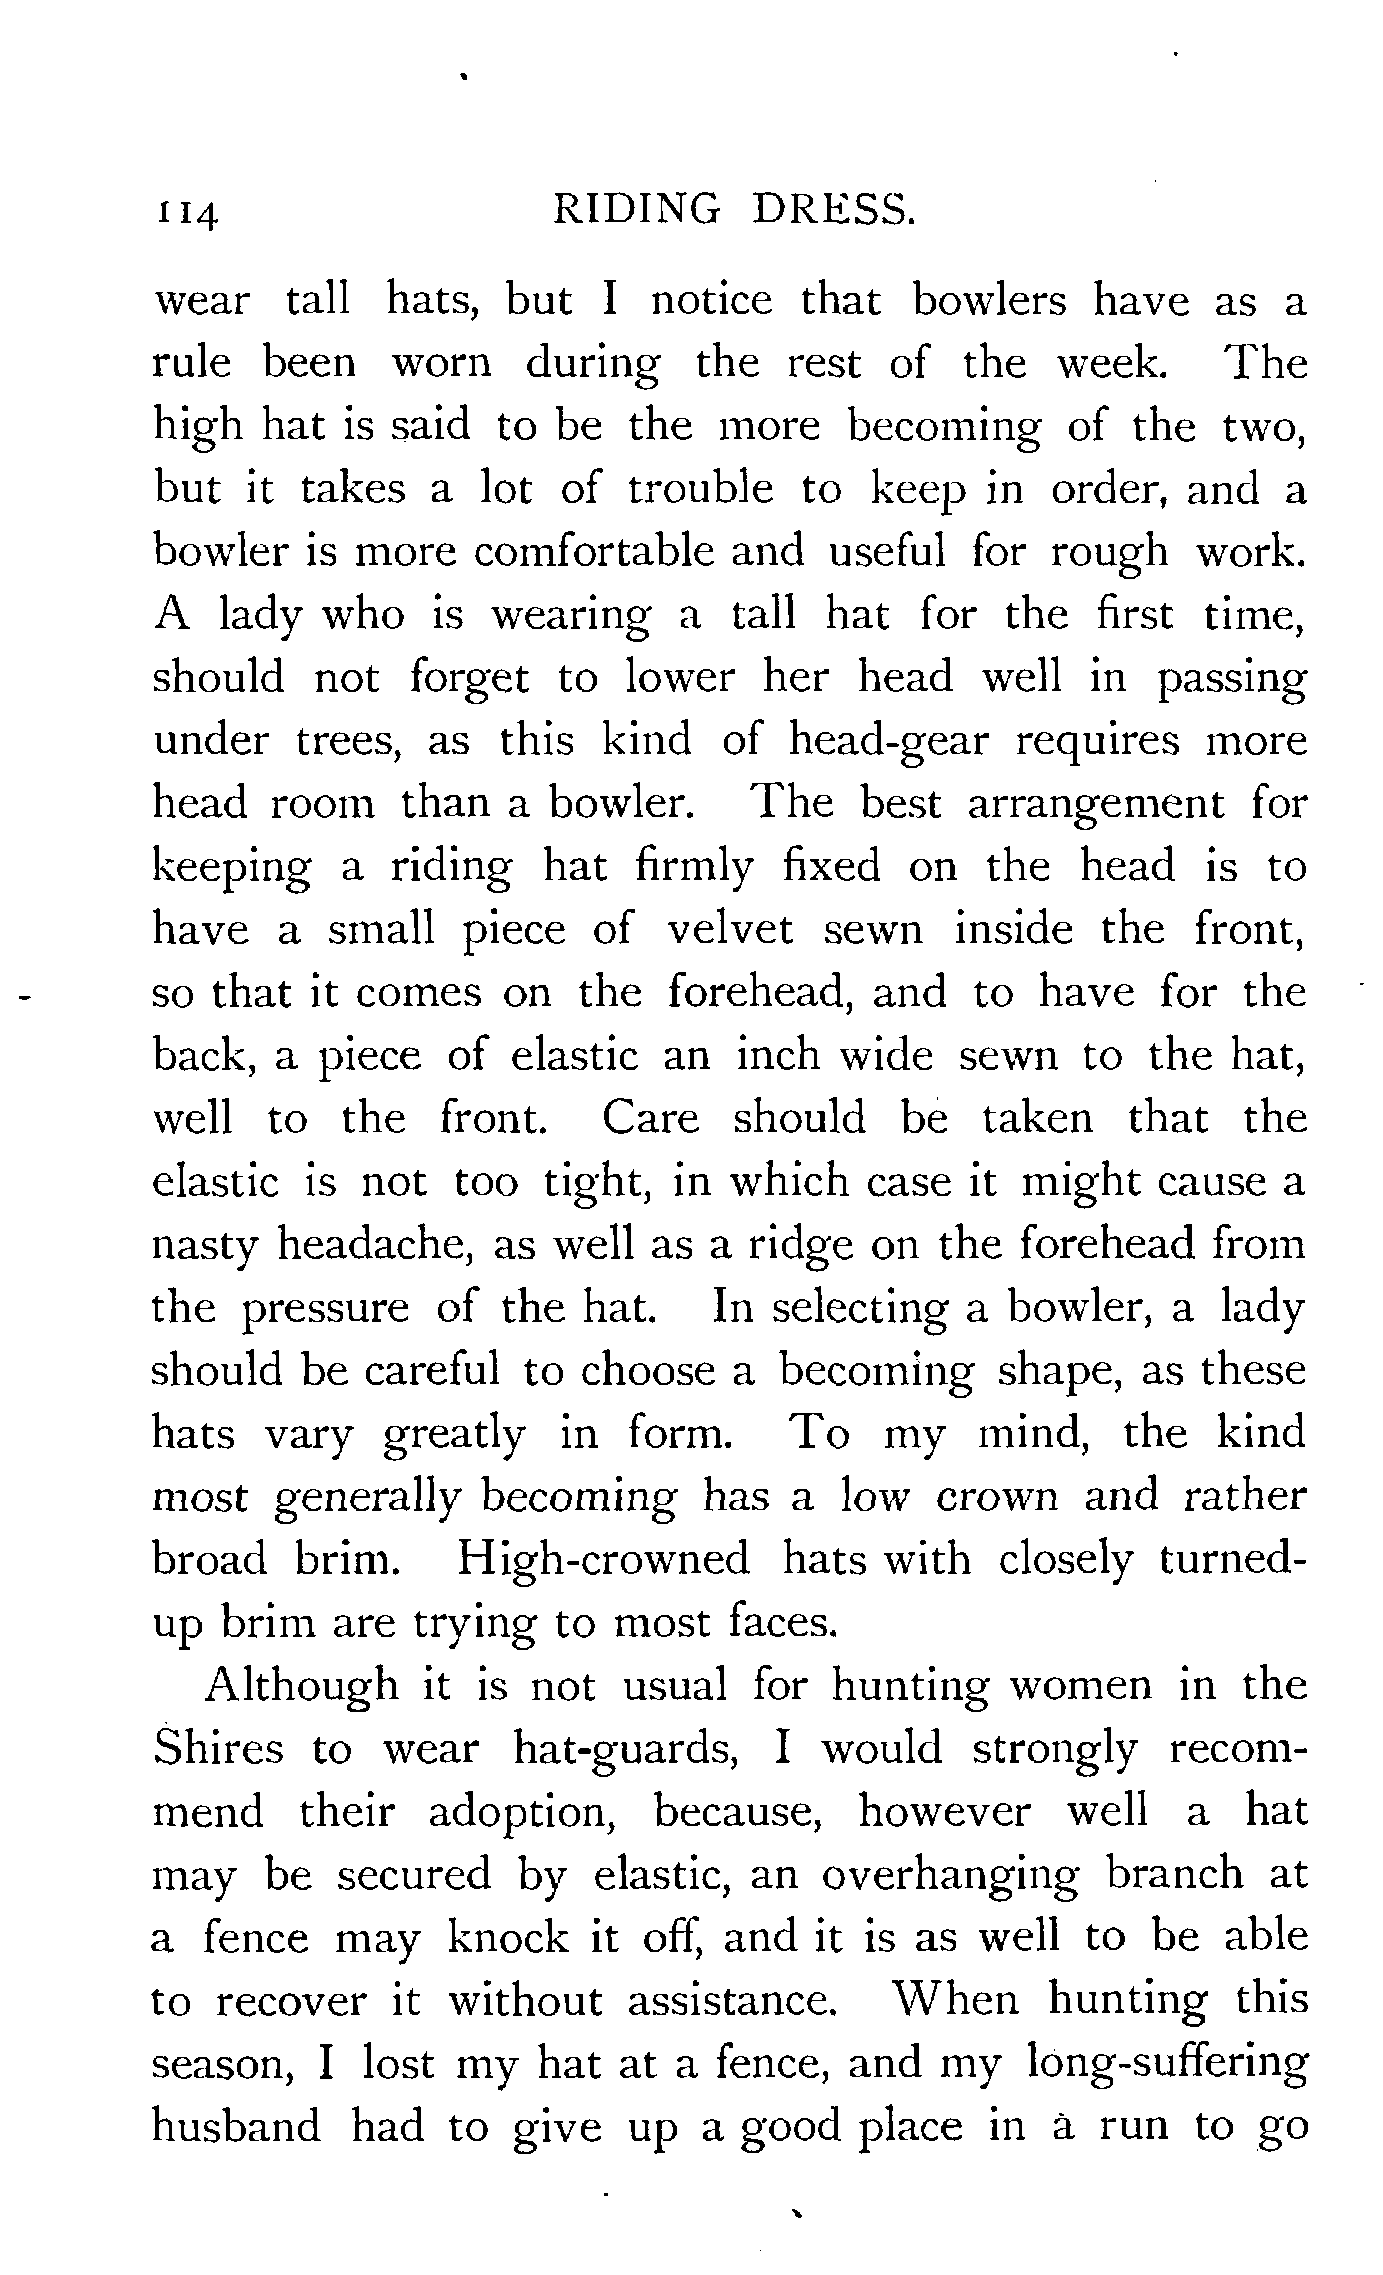 114 RIDING DRESS.
wear tall hats, but I notice that bowlers have as a
rule been worn during the rest of the week. The
high hat is said to be the more becoming of the two,
but it takes a lot of trouble to keep in order, and a
bowler is more comfortable and useful for rough work.
A lady who is wearing a tall hat for the first time,
should not forget to lower her head well in passing
under trees, as this kind of head-gear requires more
head room than a bowler. The best arrangement for
keeping a riding hat firmly fixed on the head is to
have a small piece of velvet sewn inside the front,
so that it comes on the forehead, and to have for the
back, a piece of elastic an inch wide sewn to the hat,
well to the front. Care should be taken that the
elastic is not too tight, in which case it might cause a
nasty headache, as well as a ridge on the forehead from
the pressure of the hat. In selecting a bowler, a lady
should be careful to choose a becoming shape, as these
hats vary greatly in form. To my mind, the kind
most generally becoming has a low crown and rather
broad brim. High-crowned hats with closely turned-
up brim are trying to most faces.
Although it is not usual for hunting women in the
Shires to wear hat-guards, I would strongly recom-
mend their adoption, because, however well a hat
may be secured by elastic, an overhanging branch at
a fence may knock it off, and it is as well to be able
to recover it without assistance. When hunting this
season, I lost my hat at a fence, and my long-suffering
husband had to give up a good place in a run to go